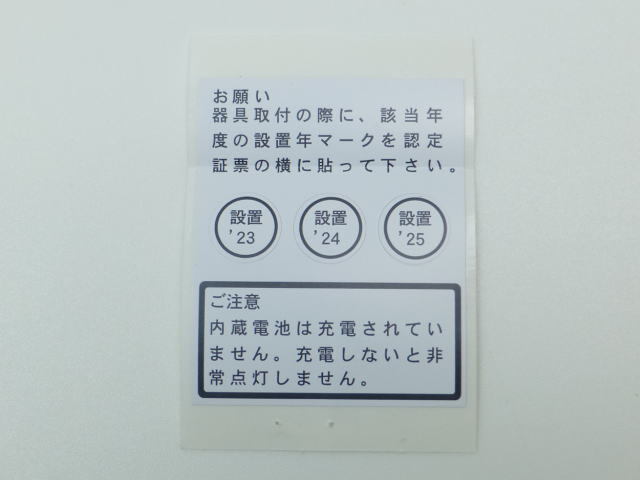 お願い
器具取付の際に、該当年
度の設置年マークを認定
証票の横に貼って下さい。
設置 設置 設置
'23 '24 '25
ご注意
内蔵電池は充電されてい
ません。充電しないと非
常点灯しません。